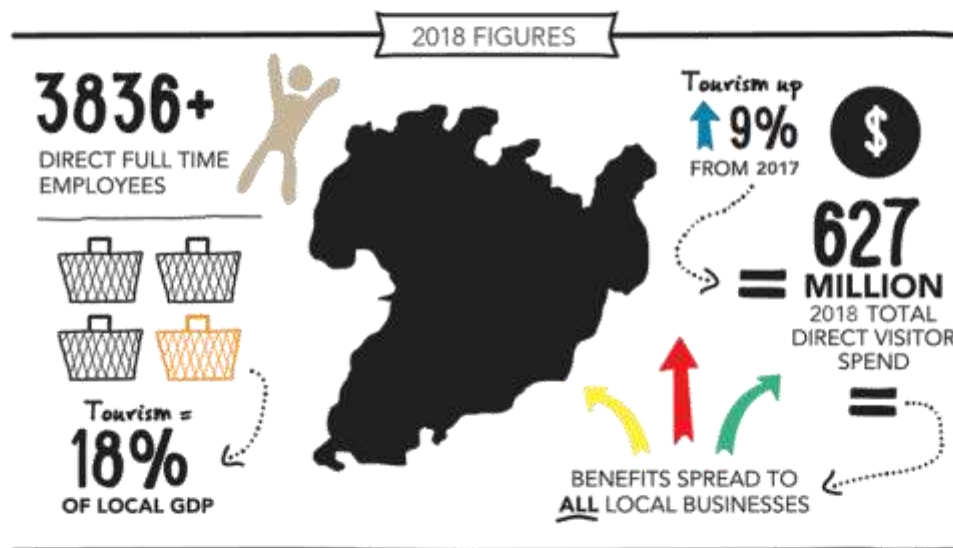 2018 FIGURES
3836+
DIRECT FULL TIME
EMPLOYEES
Tourism =
18%
OF LOCAL GDP
Tourism up
9%
FROM 2017
$
=
627
MILLION
2018 TOTAL
DIRECT VISITOR
SPEND
=
BENEFITS SPREAD TO
ALL LOCAL BUSINESSES